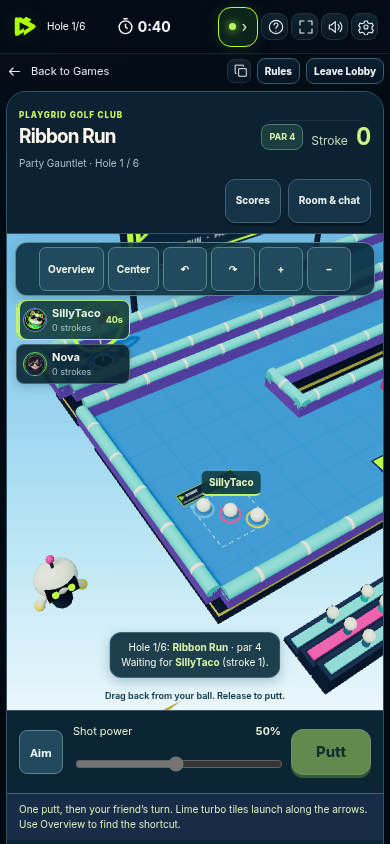 Hole 1/6
0:40
Back to Games
Rules
Leave Lobby
PLAYGRID GOLF CLUB
Ribbon Run
PAR 4
Stroke 0
Party Gauntlet · Hole 1 / 6
Scores
Room & chat
Overview
Center
SillyTaco
0 strokes
40s
Nova
0 strokes
SillyTaco
Hole 1/6: Ribbon Run · par 4
Waiting for SillyTaco (stroke 1).
Drag back from your ball. Release to putt.
Aim
Shot power
50%
Putt
One putt, then your friend's turn. Lime turbo tiles launch along the arrows.
Use Overview to find the shortcut.